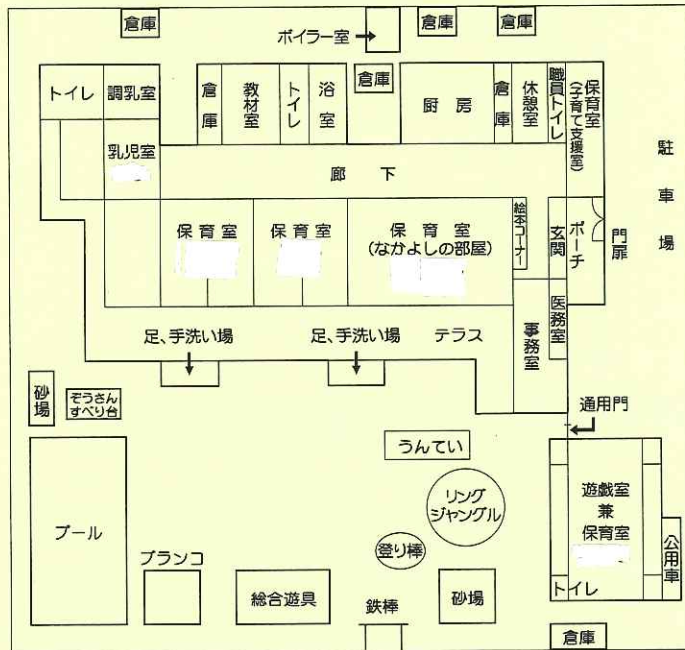 倉庫
ボイラー室
倉庫
倉庫
トイレ
調乳室
倉庫
教材室
トイレ
浴室
倉庫
厨房
倉庫
休憩室
職員トイレ
保育室
(子育て支援室)
乳児室
廊下
駐車場
保育室
保育室
保育室
(なかよしの部屋)
絵本コーナー
玄関
ポーチ
門扉
足、手洗い場
足、手洗い場
テラス
事務室
医務室
砂場
ぞうさん
すべり台
通用門
うんてい
プール
リング
ジャングル
遊戯室
兼
保育室
登り棒
ブランコ
総合遊具
鉄棒
砂場
トイレ
公用車
倉庫